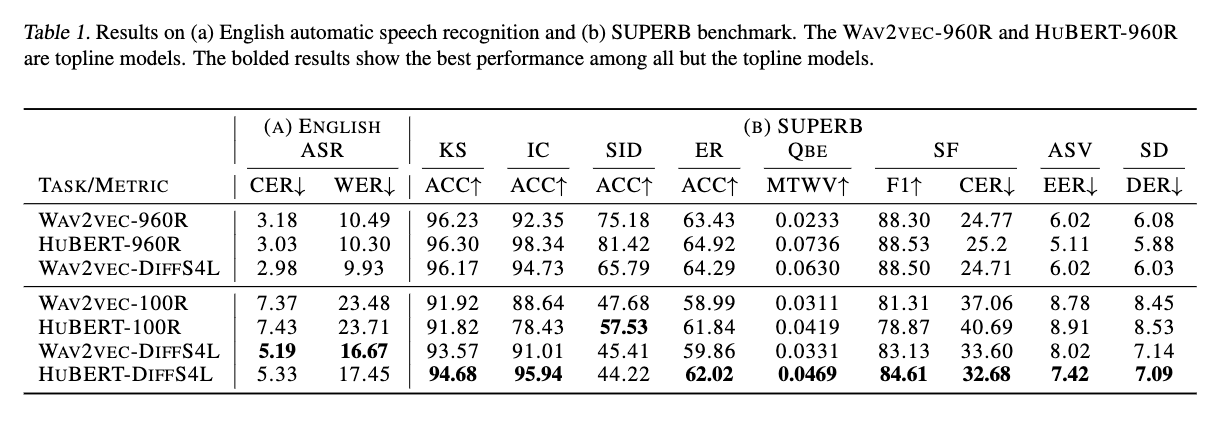 Table 1. Results on (a) English automatic speech recognition and (b) SUPERB benchmark. The WAV2VEC-960R and HUBERT-960R
are topline models. The bolded results show the best performance among all but the topline models.
(A) ENGLISH (B) SUPERB
ASR KS IC SID ER QBE SF ASV SD
TASK/METRIC CER↓ WER↓ ACC↑ ACC↑ ACC↑ ACC↑ MTWV↑ F1↑ CER↓ EER↓ DER↓
WAV2VEC-960R 3.18 10.49 96.23 92.35 75.18 63.43 0.0233 88.30 24.77 6.02 6.08
HUBERT-960R 3.03 10.30 96.30 98.34 81.42 64.92 0.0736 88.53 25.2 5.11 5.88
WAV2VEC-DIFFS4L 2.98 9.93 96.17 94.73 65.79 64.29 0.0630 88.50 24.71 6.02 6.03
WAV2VEC-100R 7.37 23.48 91.92 88.64 47.68 58.99 0.0311 81.31 37.06 8.78 8.45
HUBERT-100R 7.43 23.71 91.82 78.43 57.53 61.84 0.0419 78.87 40.69 8.91 8.53
WAV2VEC-DIFFS4L 5.19 16.67 93.57 91.01 45.41 59.86 0.0331 83.13 33.60 8.02 7.14
HUBERT-DIFFS4L 5.33 17.45 94.68 95.94 44.22 62.02 0.0469 84.61 32.68 7.42 7.09